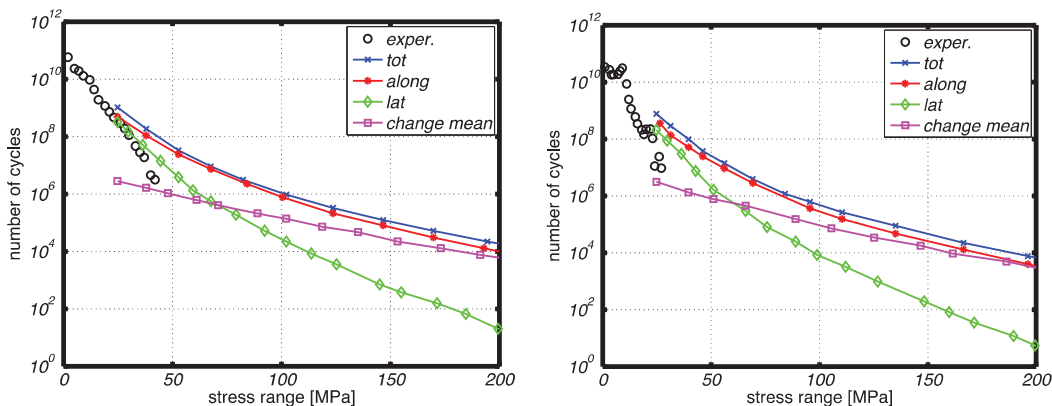 10^12
10^10
10^8
10^6
10^4
10^2
10^0
number of cycles
0 50 100 150 200
stress range [MPa]
exper.
tot
along
lat
change mean
10^12
10^10
10^8
10^6
10^4
10^2
10^0
number of cycles
0 50 100 150 200
stress range [MPa]
exper.
tot
along
lat
change mean